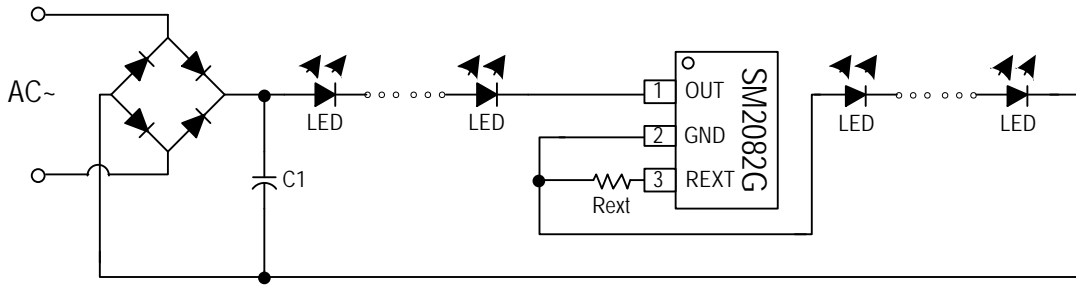 AC~
C1
LED
LED
1 OUT
2 GND
3 REXT
SM2082G
Rext
LED
LED